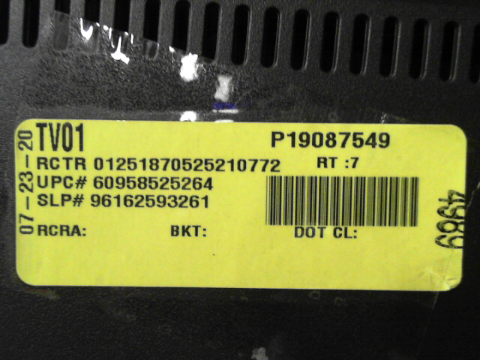 TV01 P19087549
RCTR 01251870525210772 RT :7
UPC# 60958525264
SLP# 96162593261
RCRA: BKT: DOT CL:
07-23-20
4989